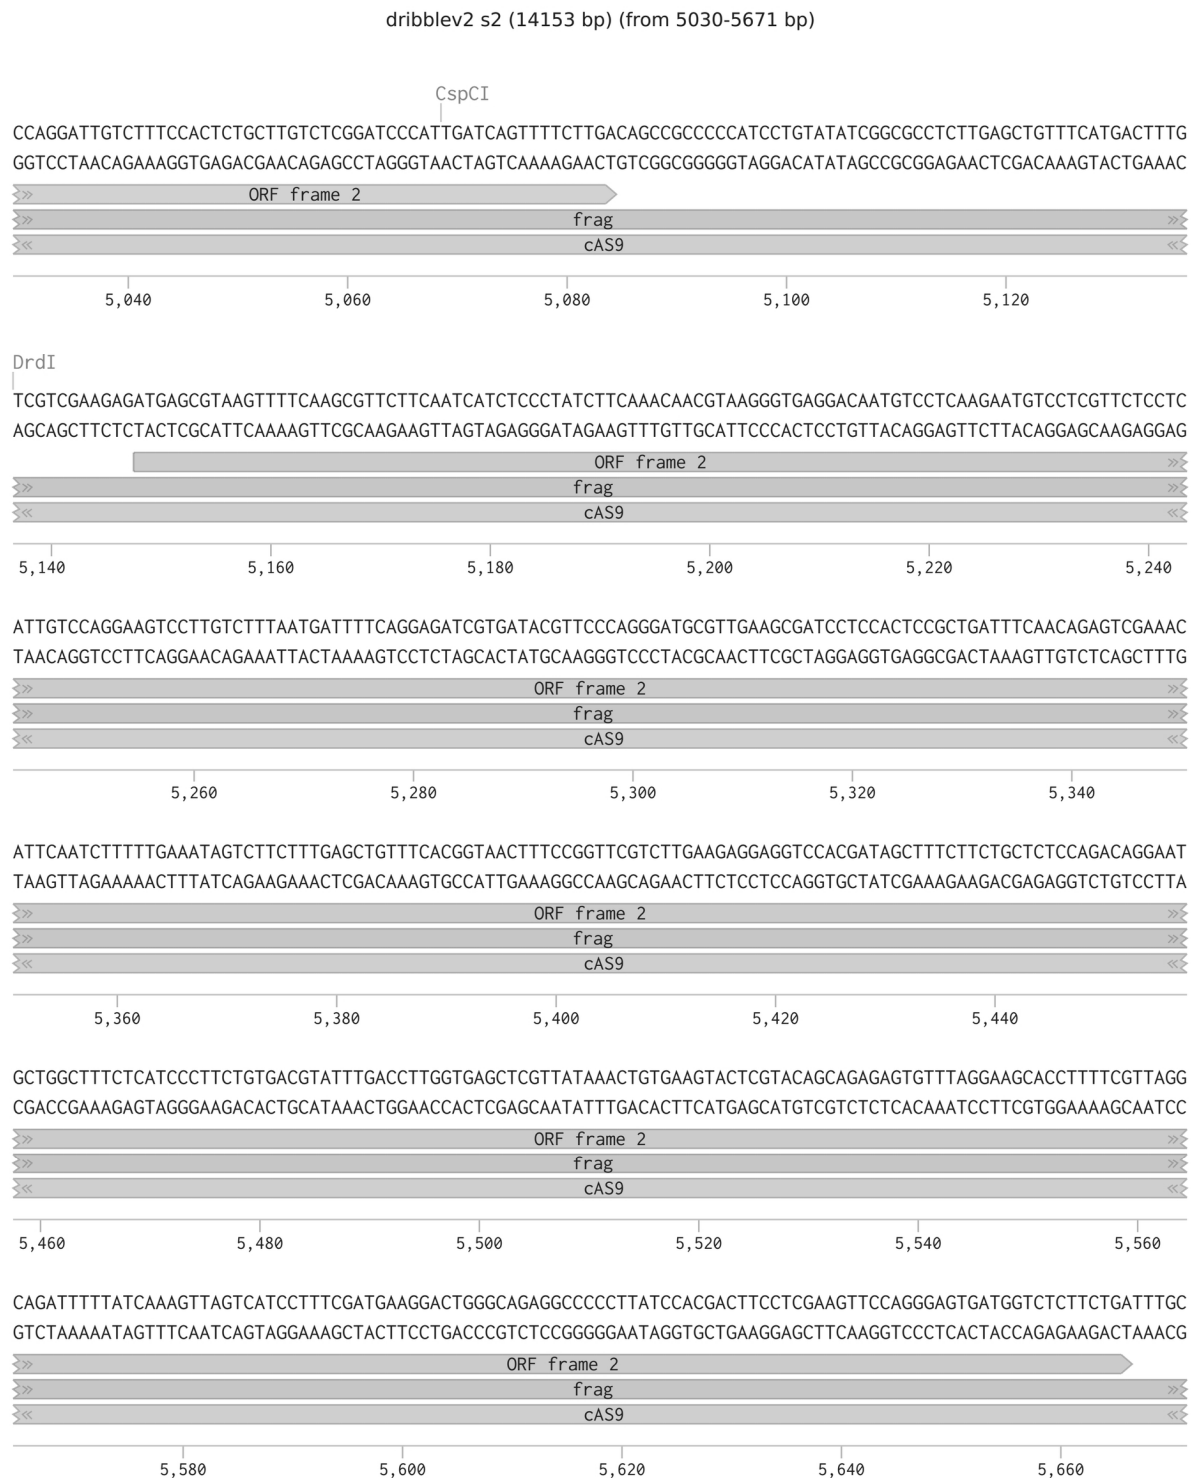 dribblev2 s2 (14153 bp) (from 5030-5671 bp)
CspCI
CCAGGATTGTCTTTCCACTCTGCTTGTCTCGGATCCCATTGATCAGTTTTCTTGACAGCCGCCCCCATCCTGTATATCGGCGCCTCTTGAGCTGTTTCATGACTTTG
GGTCCTAACAGAAAGGTGAGACGAACAGAGCCTAGGGTAACTAGTCAAAAGAACTGTCGGCGGGGGTAGGACATATAGCCGCGGAGAACTCGACAAAGTACTGAAAC
ORF frame 2
frag
cAS9
5,040 5,060 5,080 5,100 5,120
DrdI
TCGTCGAAGAGATGAGCGTAAGTTTTCAAGCGTTCTTCAATCATCTCCCTATCTTCAAACAACGTAAGGGTGAGGACAATGTCCTCAAGAATGTCCTCGTTCTCCTC
AGCAGCTTCTCTACTCGCATTCAAAAGTTCGCAAGAAGTTAGTAGAGGGATAGAAGTTTGTTGCATTCCCACTCCTGTTACAGGAGTTCTTACAGGAGCAAGAGGAG
ORF frame 2
frag
cAS9
5,140 5,160 5,180 5,200 5,220 5,240
ATTGTCCAGGAAGTCCTTGTCTTTAATGATTTTCAGGAGATCGTGATACGTTCCCAGGGATGCGTTGAAGCGATCCTCCACTCCGCTGATTTCAACAGAGTCGAAAC
TAACAGGTCCTTCAGGAACAGAAATTACTAAAAGTCCTCTAGCACTATGCAAGGGTCCCTACGCAACTTCGCTAGGAGGTGAGGCGACTAAAGTTGTCTCAGCTTTG
ORF frame 2
frag
cAS9
5,260 5,280 5,300 5,320 5,340
ATTCAATCTTTTTGAAATAGTCTTCTTTGAGCTGTTTCACGGTAACTTTCCGGTTCGTCTTGAAGAGGAGGTCCACGATAGCTTTCTTCTGCTCTCCAGACAGGAAT
TAAGTTAGAAAAACTTTATCAGAAGAAACTCGACAAAGTGCCATTGAAAGGCCAAGCAGAACTTCTCCTCCAGGTGCTATCGAAAGAAGACGAGAGGTCTGTCCTTA
ORF frame 2
frag
cAS9
5,360 5,380 5,400 5,420 5,440
GCTGGCTTTCTCATCCCTTCTGTGACGTATTTGACCTTGGTGAGCTCGTTATAAACTGTGAAGTACTCGTACAGCAGAGAGTGTTTAGGAAGCACCTTTTCGTTAGG
CGACCGAAAGAGTAGGGAAGACACTGCATAAACTGGAACCACTCGAGCAATATTTGACACTTCATGAGCATGTCGTCTCTCACAAATCCTTCGTGGAAAAGCAATCC
ORF frame 2
frag
cAS9
5,460 5,480 5,500 5,520 5,540 5,560
CAGATTTTTATCAAAGTTAGTCATCCTTTCGATGAAGGACTGGGCAGAGGCCCCCTTATCCACGACTTCCTCGAAGTTCCAGGGAGTGATGGTCTCTTCTGATTTGC
GTCTAAAAATAGTTTCAATCAGTAGGAAAGCTACTTCCTGACCCGTCTCCGGGGGAATAGGTGCTGAAGGAGCTTCAAGGTCCCTCACTACCAGAGAAGACTAAACG
ORF frame 2
frag
cAS9
5,580 5,600 5,620 5,640 5,660